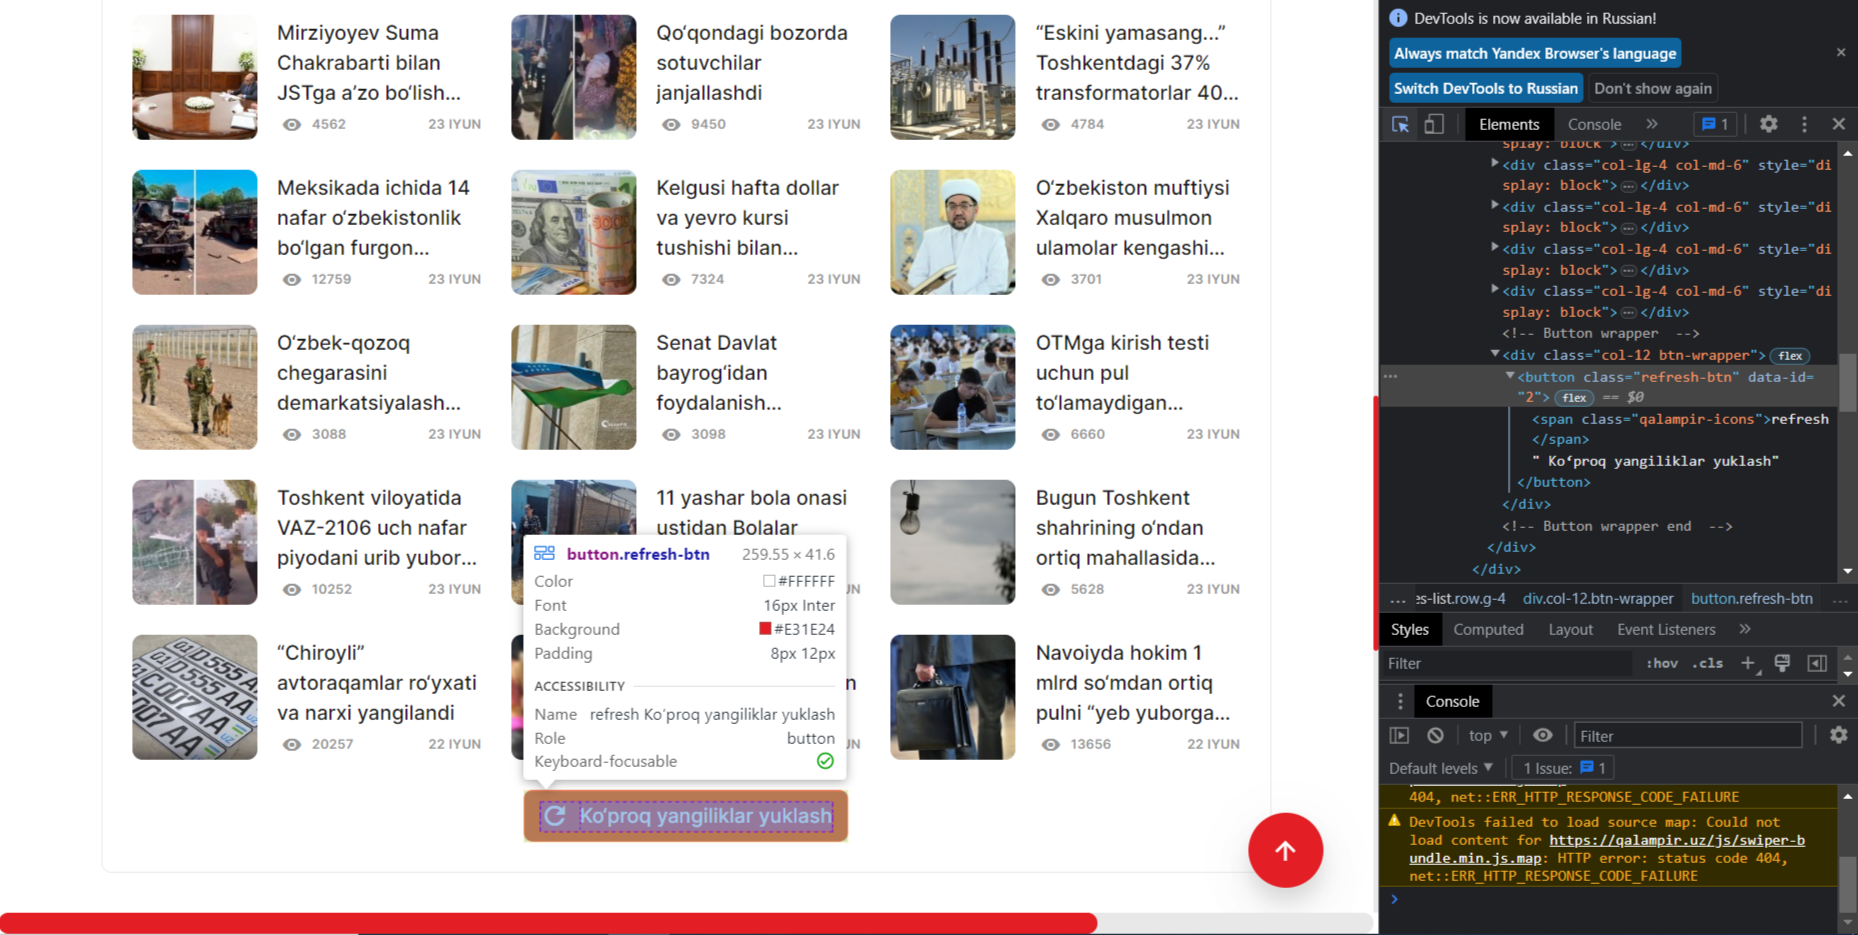 Mirziyoyev Suma
Chakrabarti bilan
JSTga a’zo bo‘lish...
4562 23 IYUN
Qo‘qondagi bozorda
sotuvchilar
janjallashdi
9450 23 IYUN
“Eskini yamasang...”
Toshkentdagi 37%
transformatorlar 40...
4784 23 IYUN
Meksikada ichida 14
nafar o‘zbekistonlik
bo‘lgan furgon...
12759 23 IYUN
Kelgusi hafta dollar
va yevro kursi
tushishi bilan...
7324 23 IYUN
O‘zbekiston muftiysi
Xalqaro musulmon
ulamolar kengashi...
3701 23 IYUN
O‘zbek-qozoq
chegarasini
demarkatsiyalash...
3088 23 IYUN
Senat Davlat
bayrog‘idan
foydalanish...
3098 23 IYUN
OTMga kirish testi
uchun pul
to‘lamaydigan...
6660 23 IYUN
Toshkent viloyatida
VAZ-2106 uch nafar
piyodani urib yubor...
10252 23 IYUN
11 yashar bola onasi
ustidan Bolalar
Bugun Toshkent
shahrining o‘ndan
ortiq mahallasida...
5628 23 IYUN
“Chiroyli”
avtoraqamlar ro‘yxati
va narxi yangilandi
20257 22 IYUN
Navoiyda hokim 1
mlrd so‘mdan ortiq
pulni “yeb yuborga...
13656 22 IYUN
button.refresh-btn 259.55 × 41.6
Color #FFFFFF
Font 16px Inter
Background #E31E24
Padding 8px 12px
ACCESSIBILITY
Name refresh Ko‘proq yangiliklar yuklash
Role button
Keyboard-focusable
Ko‘proq yangiliklar yuklash
DevTools is now available in Russian!
Always match Yandex Browser's language
Switch DevTools to Russian Don't show again
Elements Console » 1
splay: block"> ⋯ </div>
<div class="col-lg-4 col-md-6" style="di
splay: block"> ⋯ </div>
<div class="col-lg-4 col-md-6" style="di
splay: block"> ⋯ </div>
<div class="col-lg-4 col-md-6" style="di
splay: block"> ⋯ </div>
<div class="col-lg-4 col-md-6" style="di
splay: block"> ⋯ </div>
<!-- Button wrapper -->
<div class="col-12 btn-wrapper"> flex
<button class="refresh-btn" data-id=
"2"> flex == $0
<span class="qalampir-icons">refresh
</span>
" Ko‘proq yangiliklar yuklash"
</button>
</div>
<!-- Button wrapper end -->
</div>
</div>
... es-list.row.g-4 div.col-12.btn-wrapper button.refresh-btn ...
Styles Computed Layout Event Listeners »
Filter :hov .cls +
Console
top Filter
Default levels 1 Issue: 1
404, net::ERR_HTTP_RESPONSE_CODE_FAILURE
DevTools failed to load source map: Could not
load content for https://qalampir.uz/js/swiper-b
undle.min.js.map: HTTP error: status code 404,
net::ERR_HTTP_RESPONSE_CODE_FAILURE